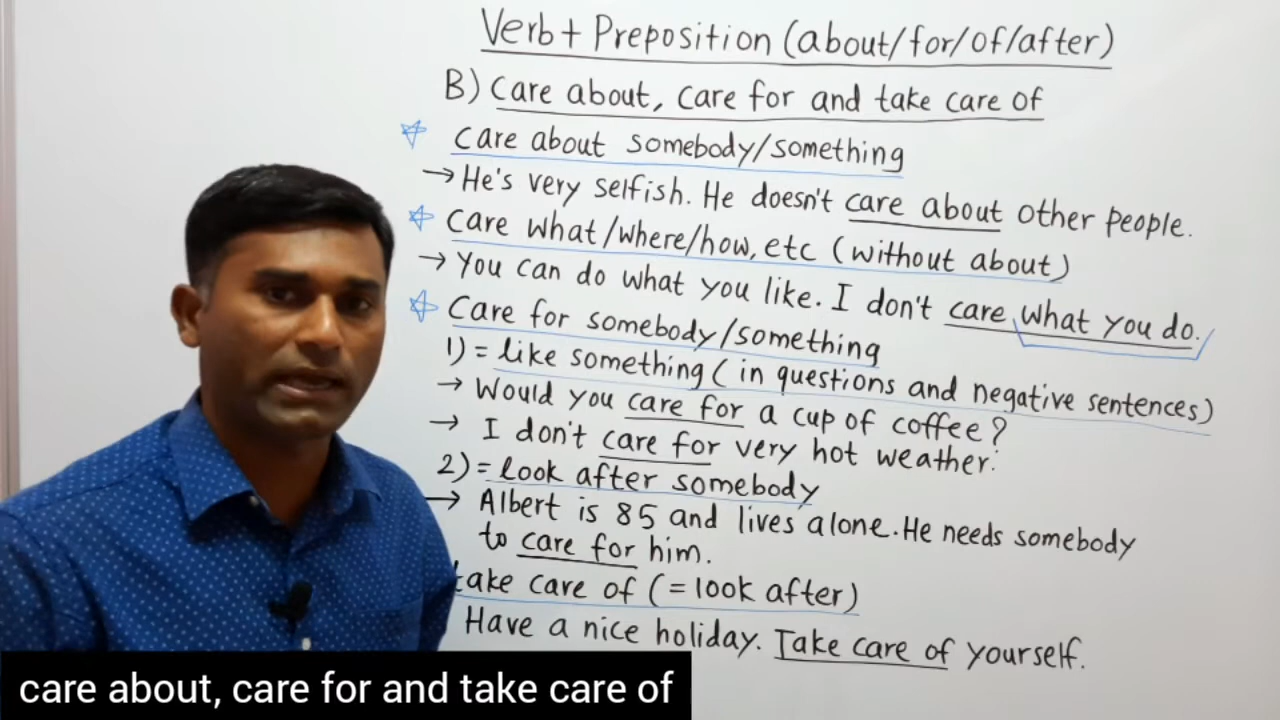 Verb + Preposition (about/for/of/after)
B) Care about, care for and take care of
☆ care about somebody/something
→ He's very selfish. He doesn't care about other people.
☆ Care what/where/how, etc (without about)
→ You can do what you like. I don't care what you do.
☆ Care for somebody/something
1) = like something (in questions and negative sentences)
→ Would you care for a cup of coffee?
→ I don't care for very hot weather.
2) = look after somebody
→ Albert is 85 and lives alone. He needs somebody
to care for him.
take care of (= look after)
Have a nice holiday. Take care of yourself.
care about, care for and take care of